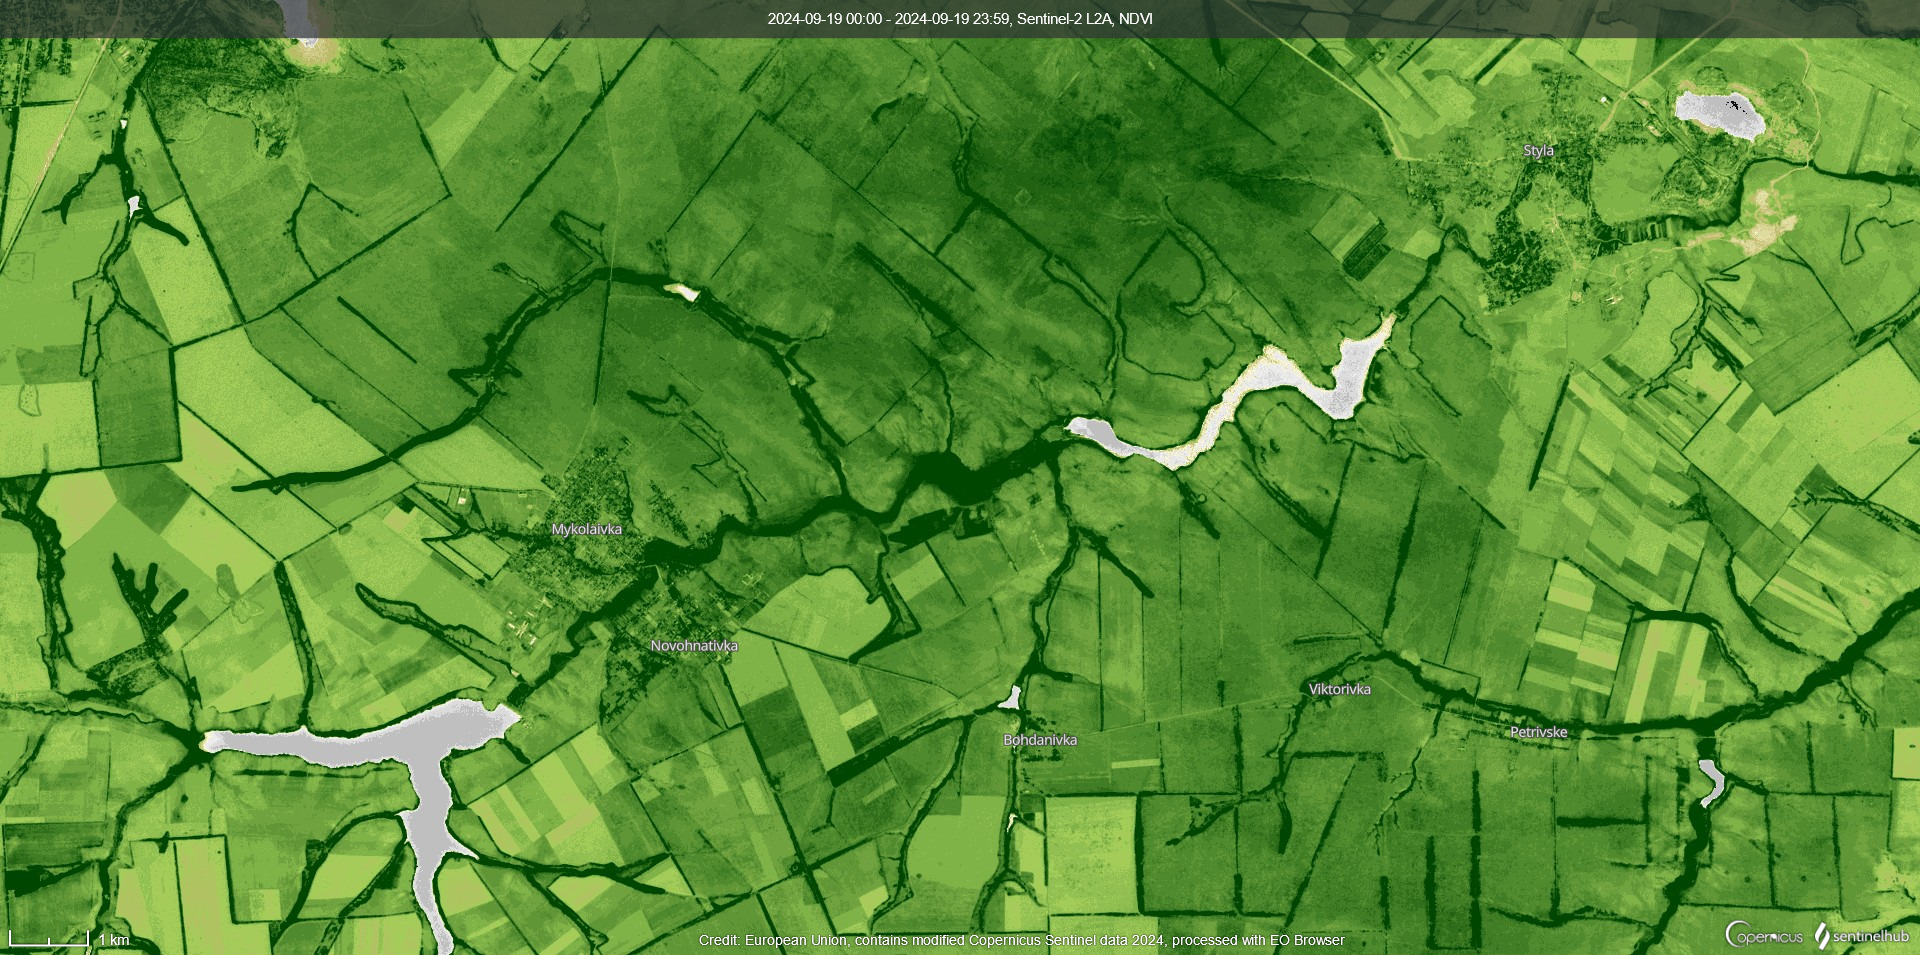 2024-09-19 00:00 - 2024-09-19 23:59, Sentinel-2 L2A, NDVI
Styla
Mykolaivka
Novohnativka
Viktorivka
Petrivske
Bohdanivka
1 km
Credit: European Union, contains modified Copernicus Sentinel data 2024, processed with EO Browser
opernicus
sentinelhub